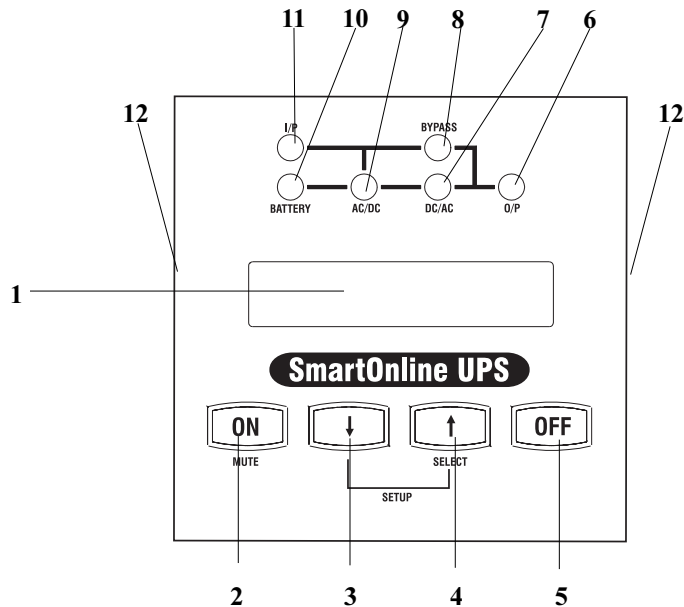 11 10 9 8 7 6
12 12
I/P BYPASS
BATTERY AC/DC DC/AC O/P
1
SmartOnline UPS
ON ↓ ↑ OFF
MUTE SELECT
SETUP
2 3 4 5